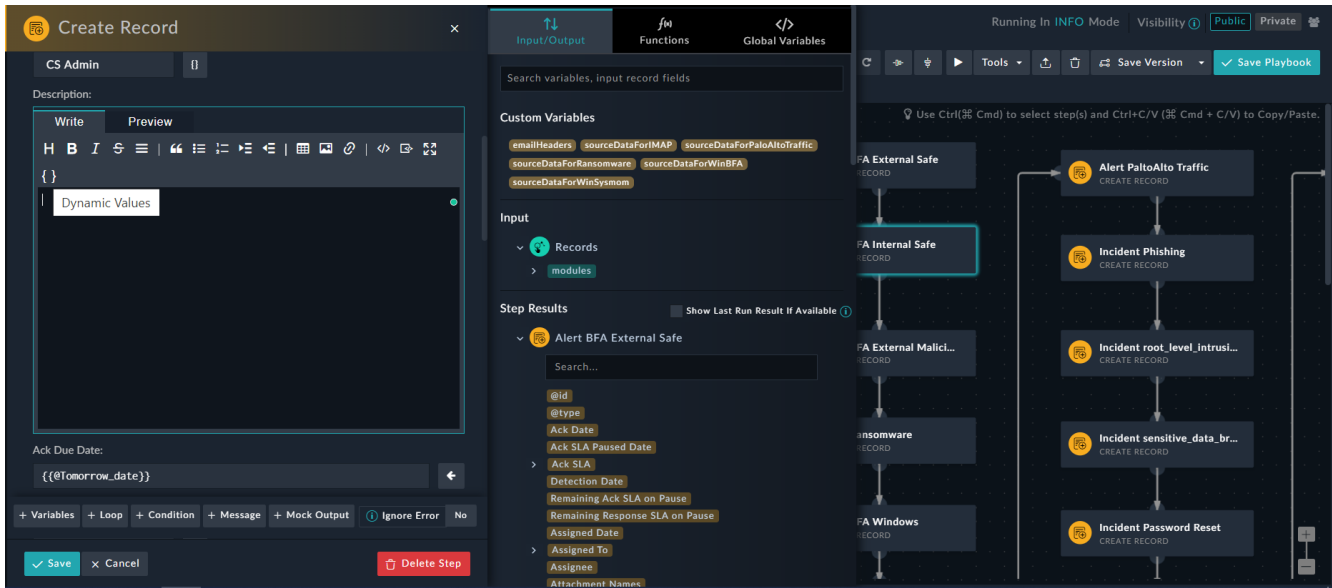 Create Record
×
CS Admin
{}
Description:
Write
Preview
H B I S
{ }
Dynamic Values
Ack Due Date:
{{@Tomorrow_date}}
+ Variables
+ Loop
+ Condition
+ Message
+ Mock Output
Ignore Error
No
Save
× Cancel
Delete Step
Input/Output
Functions
Global Variables
Search variables, input record fields
Custom Variables
emailHeaders
sourceDataForIMAP
sourceDataForPaloAltoTraffic
sourceDataForRansomware
sourceDataForWinBFA
sourceDataForWinSysmom
Input
Records
modules
Step Results
Show Last Run Result If Available
Alert BFA External Safe
Search...
@id
@type
Ack Date
Ack SLA Paused Date
Ack SLA
Detection Date
Remaining Ack SLA on Pause
Remaining Response SLA on Pause
Assigned Date
Assigned To
Assignee
Attachment Names
Running In INFO Mode
Visibility
Public
Private
Tools
Save Version
Save Playbook
Use Ctrl(⌘ Cmd) to select step(s) and Ctrl+C/V (⌘ Cmd + C/V) to Copy/Paste.
FA External Safe
RECORD
FA Internal Safe
RECORD
FA External Malici...
RECORD
ansomware
RECORD
FA Windows
RECORD
Alert PaltoAlto Traffic
CREATE RECORD
Incident Phishing
CREATE RECORD
Incident root_level_intrusi...
CREATE RECORD
Incident sensitive_data_br...
CREATE RECORD
Incident Password Reset
CREATE RECORD